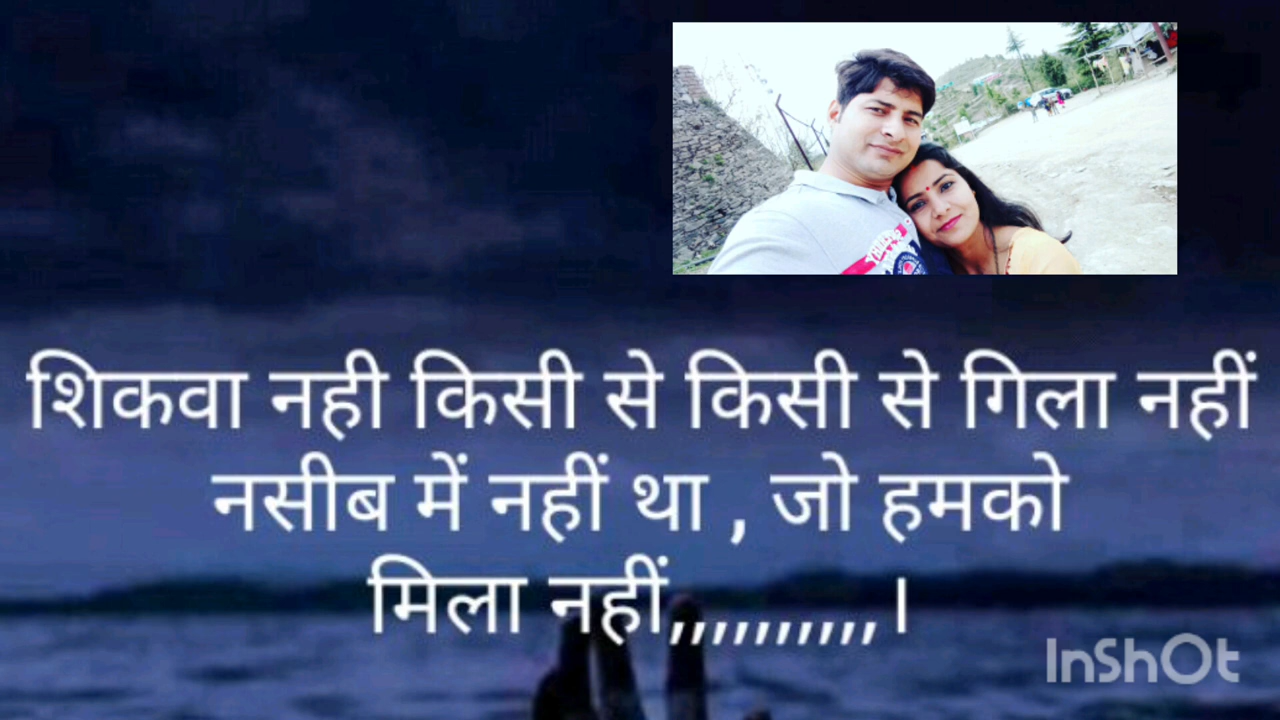 शिकवा नही किसी से किसी से गिला नहीं
नसीब में नहीं था , जो हमको
मिला नहीं,,,,,,,,,,,।
InShOt